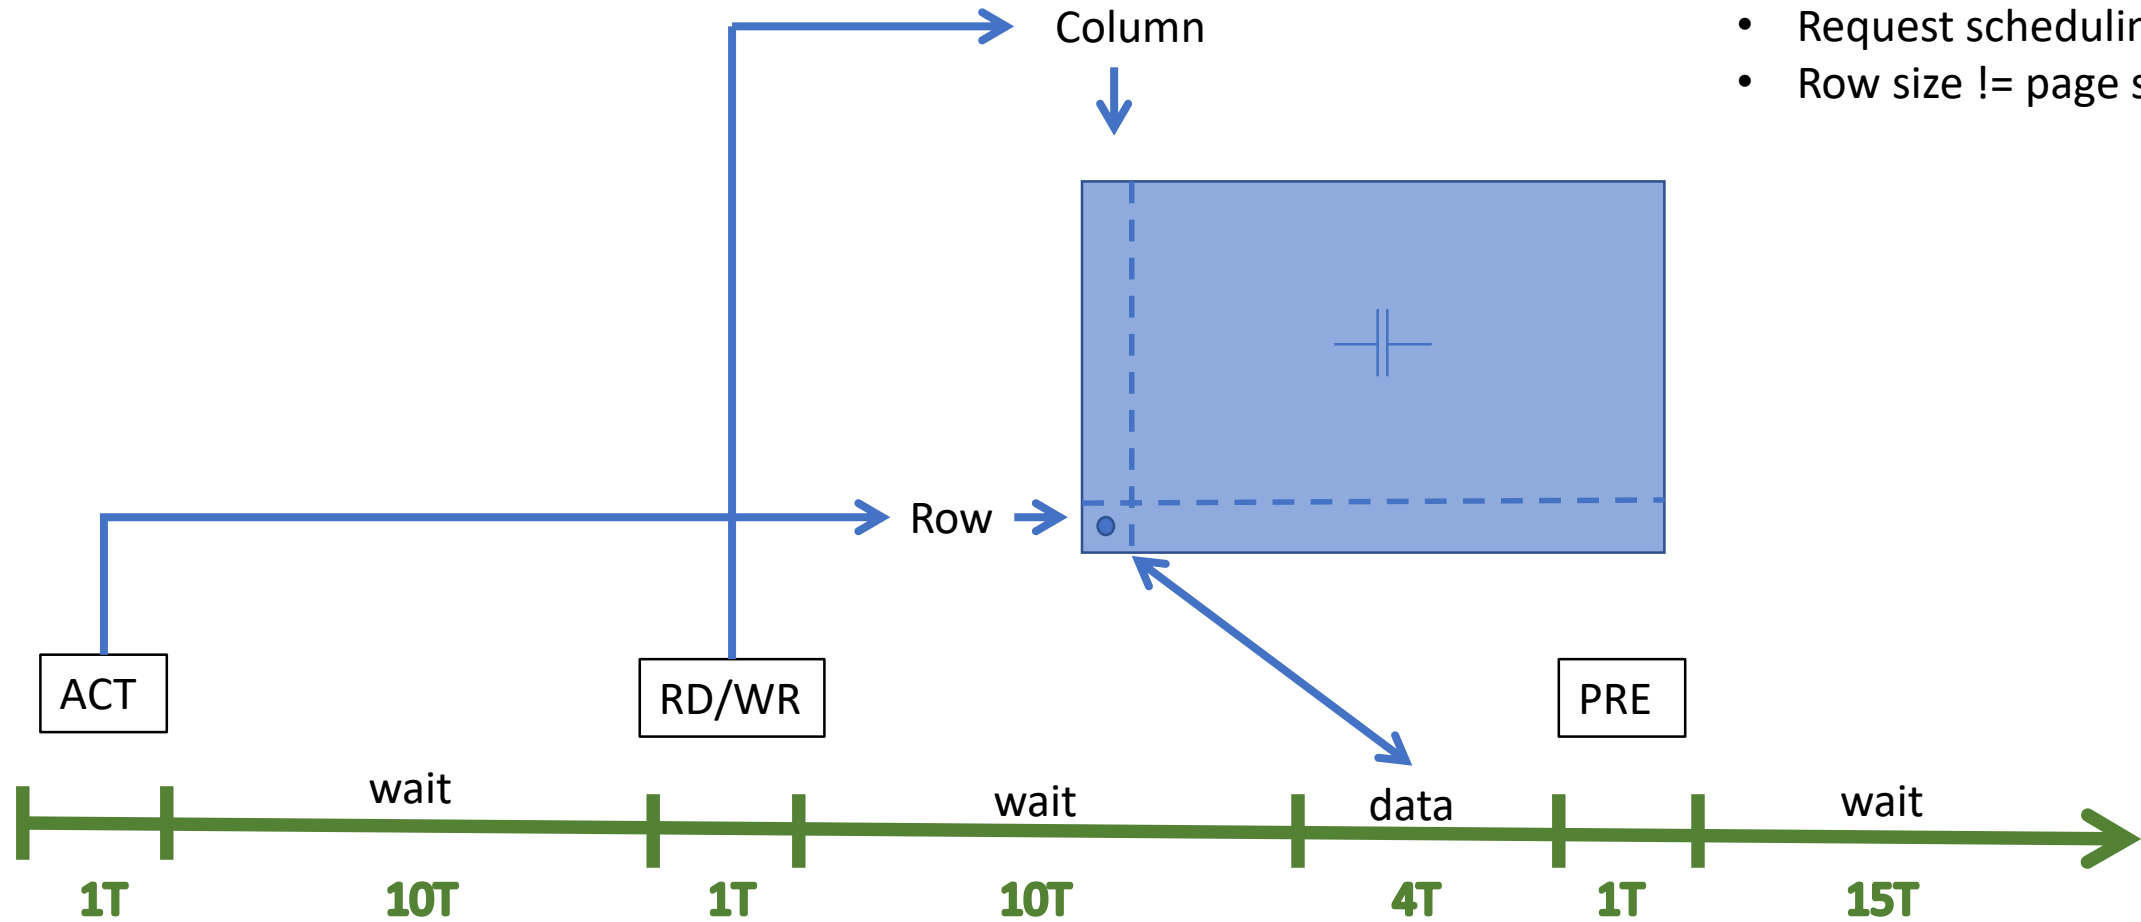 Column
• Request
• Row size != page
Row
ACT
RD/WR
PRE
wait
wait
data
wait
1T
10T
1T
10T
4T
1T
15T